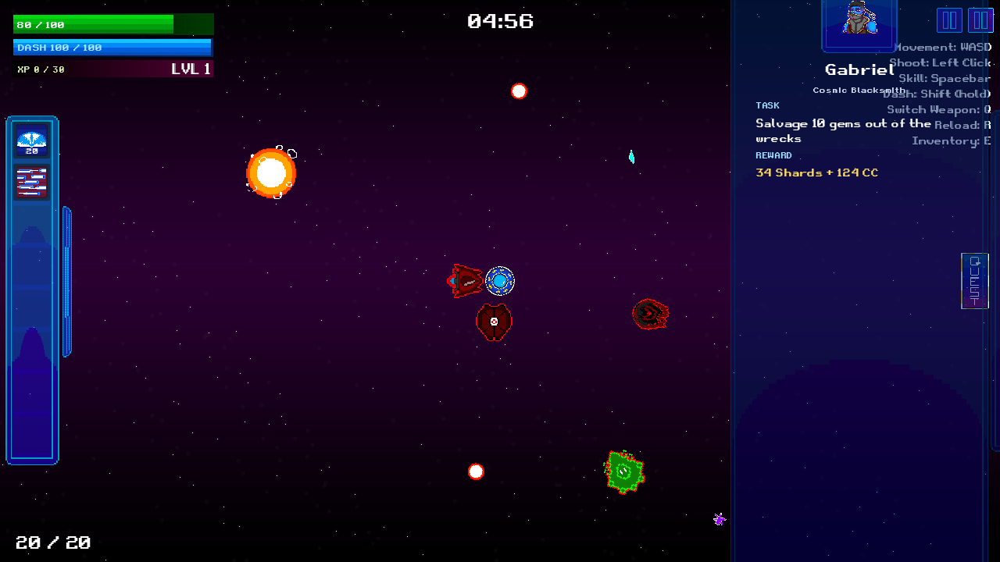 80 / 100
DASH 100 / 100
XP 0 / 30
LVL 1
04:56
Movement: WASD
Shoot: Left Click
Skill: Spacebar
Dash: Shift (hold)
Switch Weapon: Q
Reload: R
Inventory: E
Gabriel
Cosmic Blacksmith
TASK
Salvage 10 gems out of the
wrecks
REWARD
34 Shards + 124 CC
20
QUEST
20 / 20